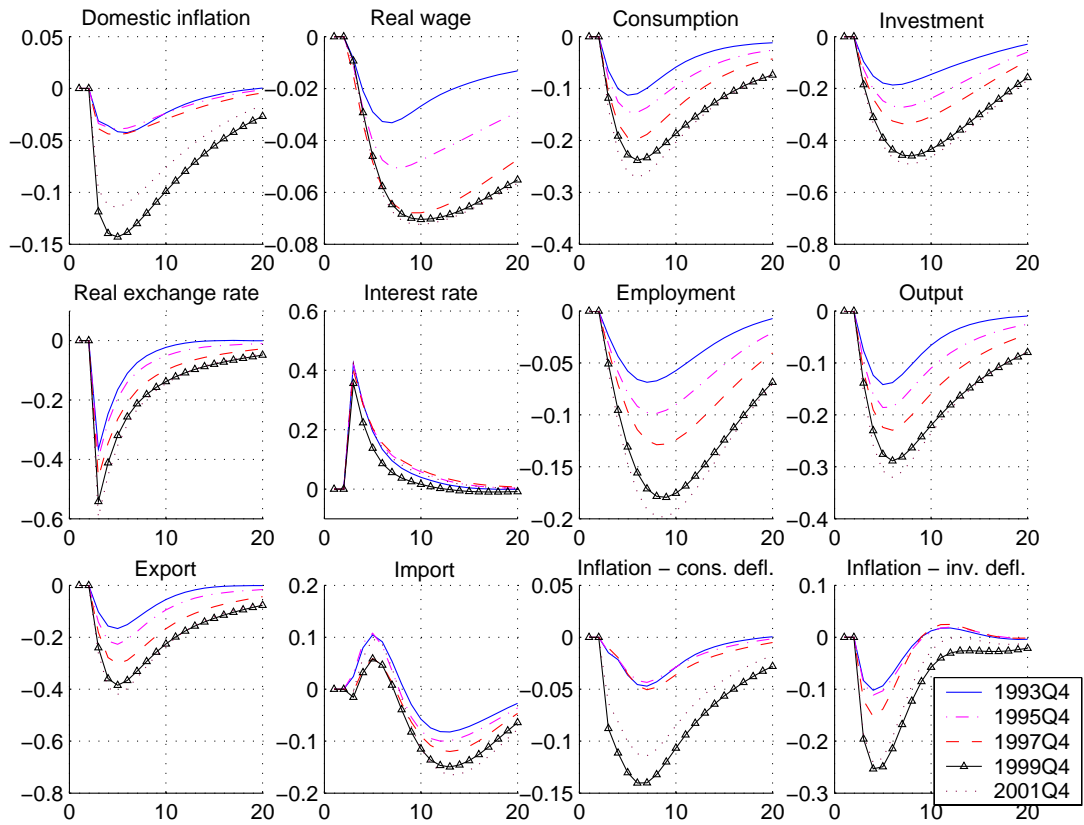 Domestic inflation
0.05
0
−0.05
−0.1
−0.15
0 10 20
Real wage
0
−0.02
−0.04
−0.06
−0.08
0 10 20
Consumption
0
−0.1
−0.2
−0.3
−0.4
0 10 20
Investment
0
−0.2
−0.4
−0.6
−0.8
0 10 20
Real exchange rate
0
−0.2
−0.4
−0.6
0 10 20
Interest rate
0.6
0.4
0.2
0
0 10 20
Employment
0
−0.05
−0.1
−0.15
−0.2
0 10 20
Output
0
−0.1
−0.2
−0.3
−0.4
0 10 20
Export
0
−0.2
−0.4
−0.6
−0.8
0 10 20
Import
0.2
0.1
0
−0.1
−0.2
0 10 20
Inflation − cons. defl.
0.05
0
−0.05
−0.1
−0.15
0 10 20
Inflation − inv. defl.
0.1
0
−0.1
−0.2
−0.3
0 10 20
1993Q4
1995Q4
1997Q4
1999Q4
2001Q4